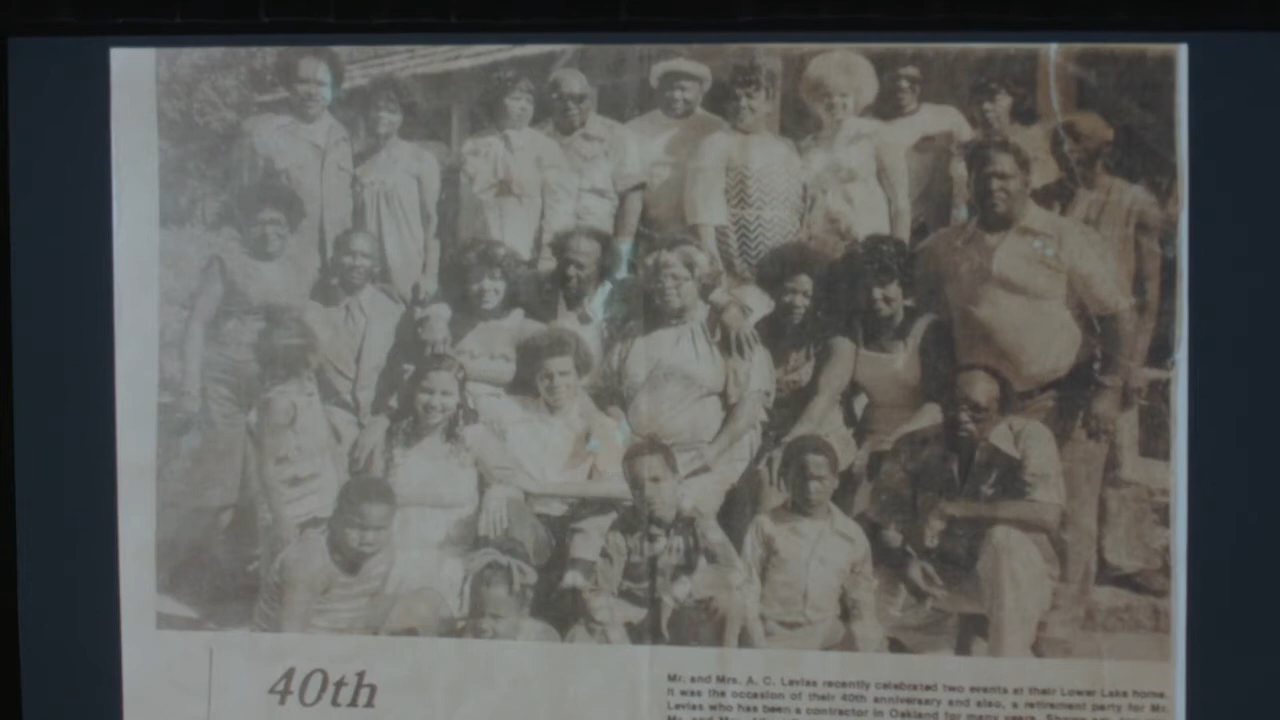 40th
Mr. and Mrs. A. C. Levias recently celebrated two events at their Lower Lake home.
It was the occasion of their 40th anniversary and also, a retirement party for Mr.
Levias who has been a contractor in Oakland for many years.